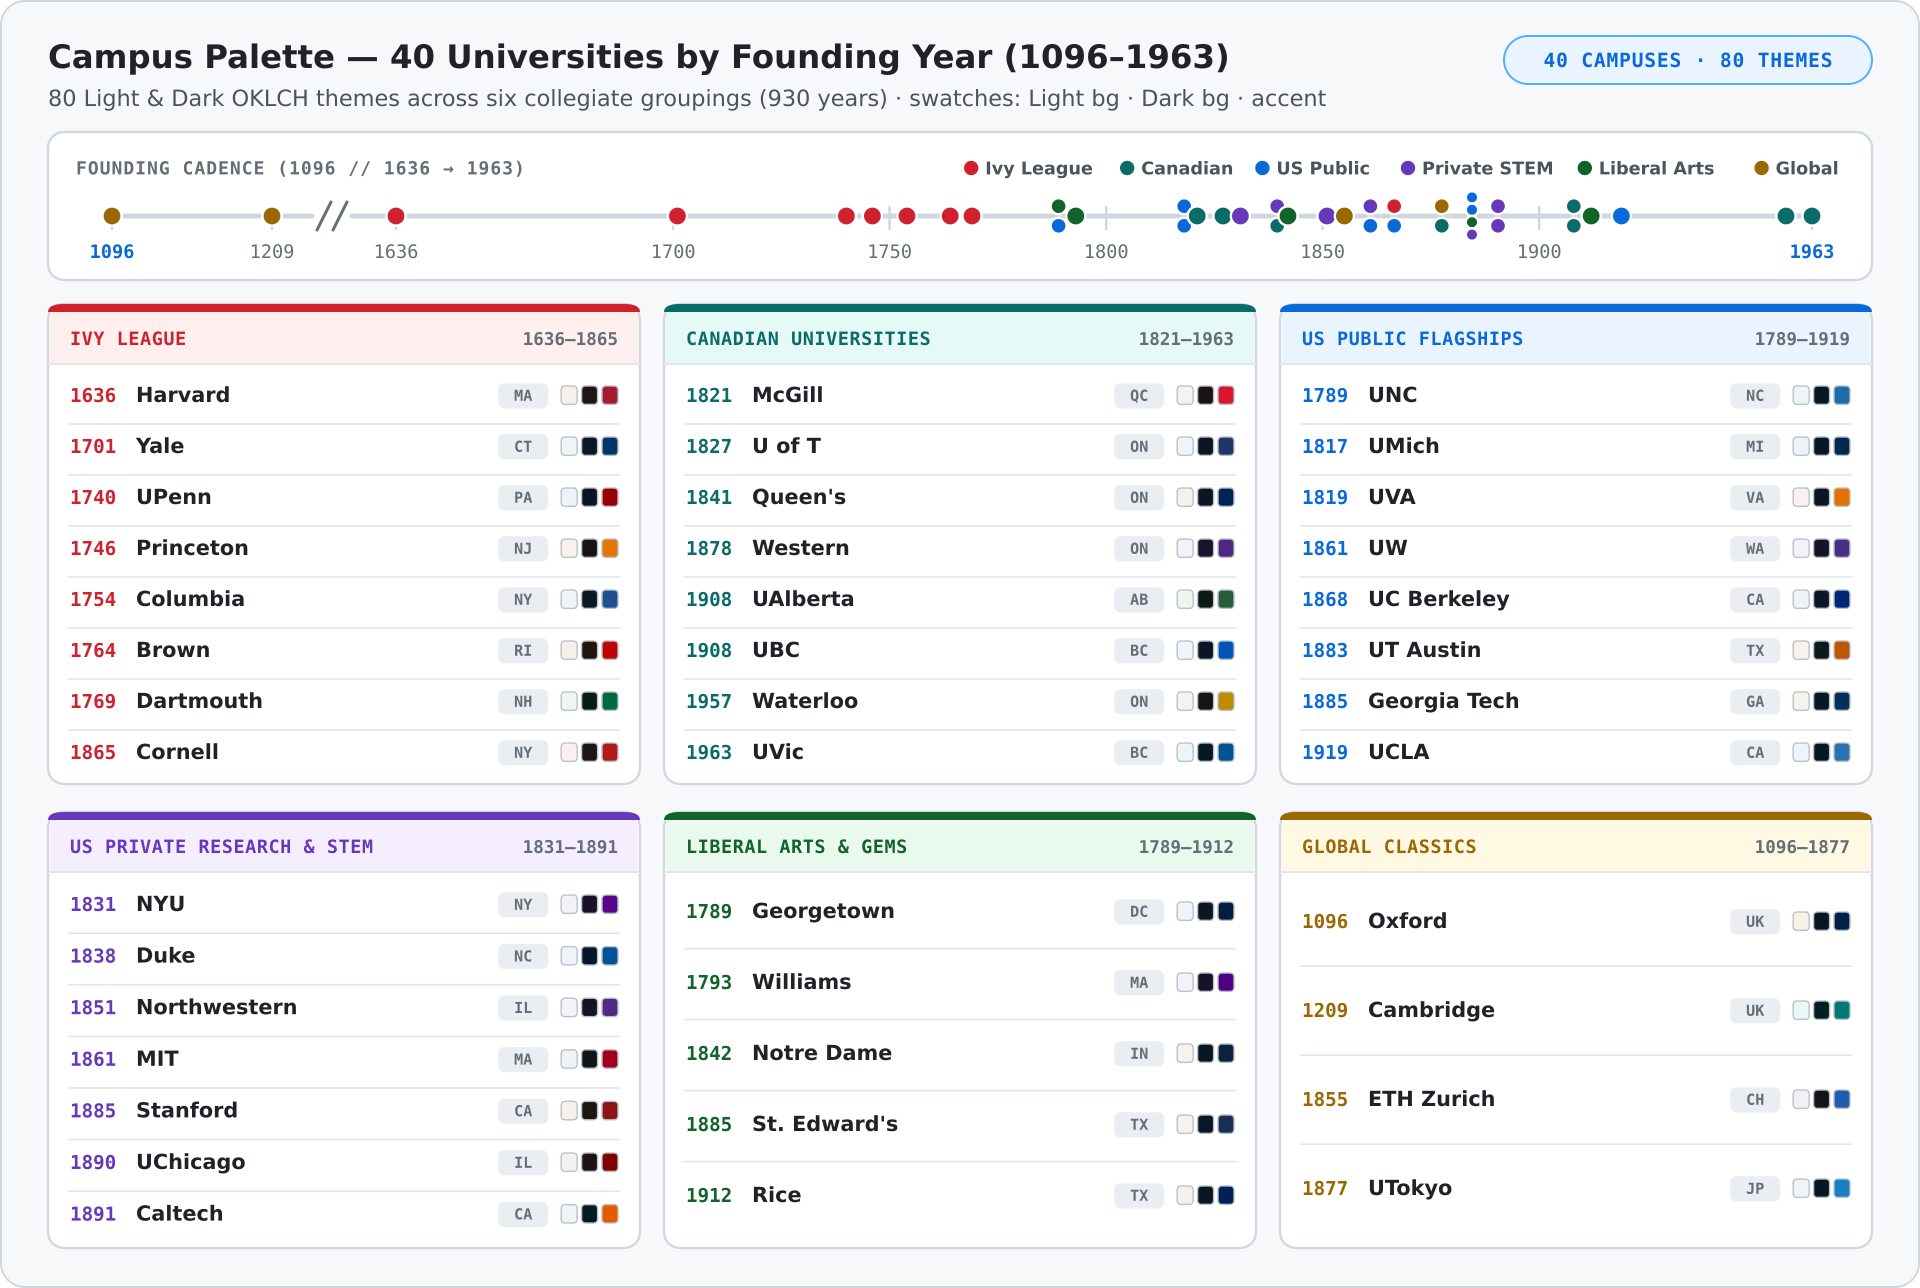 Campus Palette — 40 Universities by Founding Year (1096–1963)
40 CAMPUSES · 80 THEMES
80 Light & Dark OKLCH themes across six collegiate groupings (930 years) · swatches: Light bg · Dark bg · accent
FOUNDING CADENCE (1096 // 1636 → 1963)
Ivy League Canadian US Public Private STEM Liberal Arts Global
1096 1209 1636 1700 1750 1800 1850 1900 1963
IVY LEAGUE 1636–1865
1636 Harvard MA
1701 Yale CT
1740 UPenn PA
1746 Princeton NJ
1754 Columbia NY
1764 Brown RI
1769 Dartmouth NH
1865 Cornell NY
CANADIAN UNIVERSITIES 1821–1963
1821 McGill QC
1827 U of T ON
1841 Queen's ON
1878 Western ON
1908 UAlberta AB
1908 UBC BC
1957 Waterloo ON
1963 UVic BC
US PUBLIC FLAGSHIPS 1789–1919
1789 UNC NC
1817 UMich MI
1819 UVA VA
1861 UW WA
1868 UC Berkeley CA
1883 UT Austin TX
1885 Georgia Tech GA
1919 UCLA CA
US PRIVATE RESEARCH & STEM 1831–1891
1831 NYU NY
1838 Duke NC
1851 Northwestern IL
1861 MIT MA
1885 Stanford CA
1890 UChicago IL
1891 Caltech CA
LIBERAL ARTS & GEMS 1789–1912
1789 Georgetown DC
1793 Williams MA
1842 Notre Dame IN
1885 St. Edward's TX
1912 Rice TX
GLOBAL CLASSICS 1096–1877
1096 Oxford UK
1209 Cambridge UK
1855 ETH Zurich CH
1877 UTokyo JP